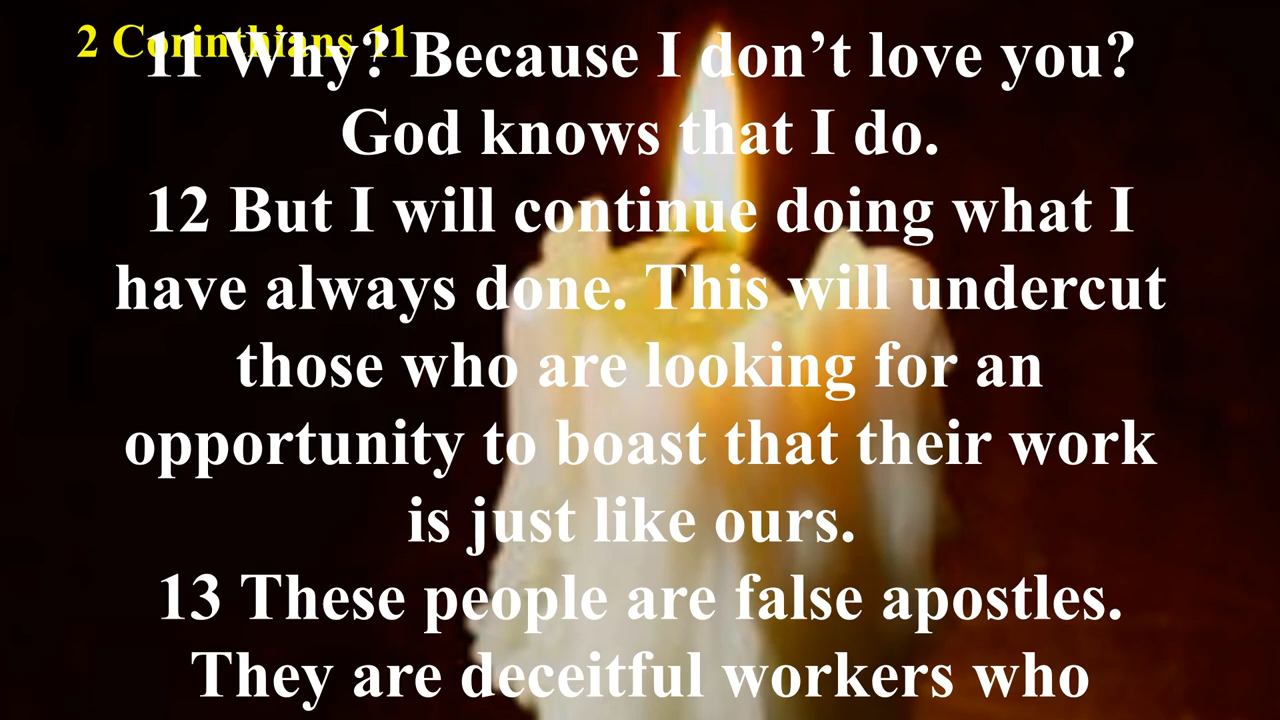 2 Corinthians 11
11 Why? Because I don’t love you?
God knows that I do.
12 But I will continue doing what I
have always done. This will undercut
those who are looking for an
opportunity to boast that their work
is just like ours.
13 These people are false apostles.
They are deceitful workers who